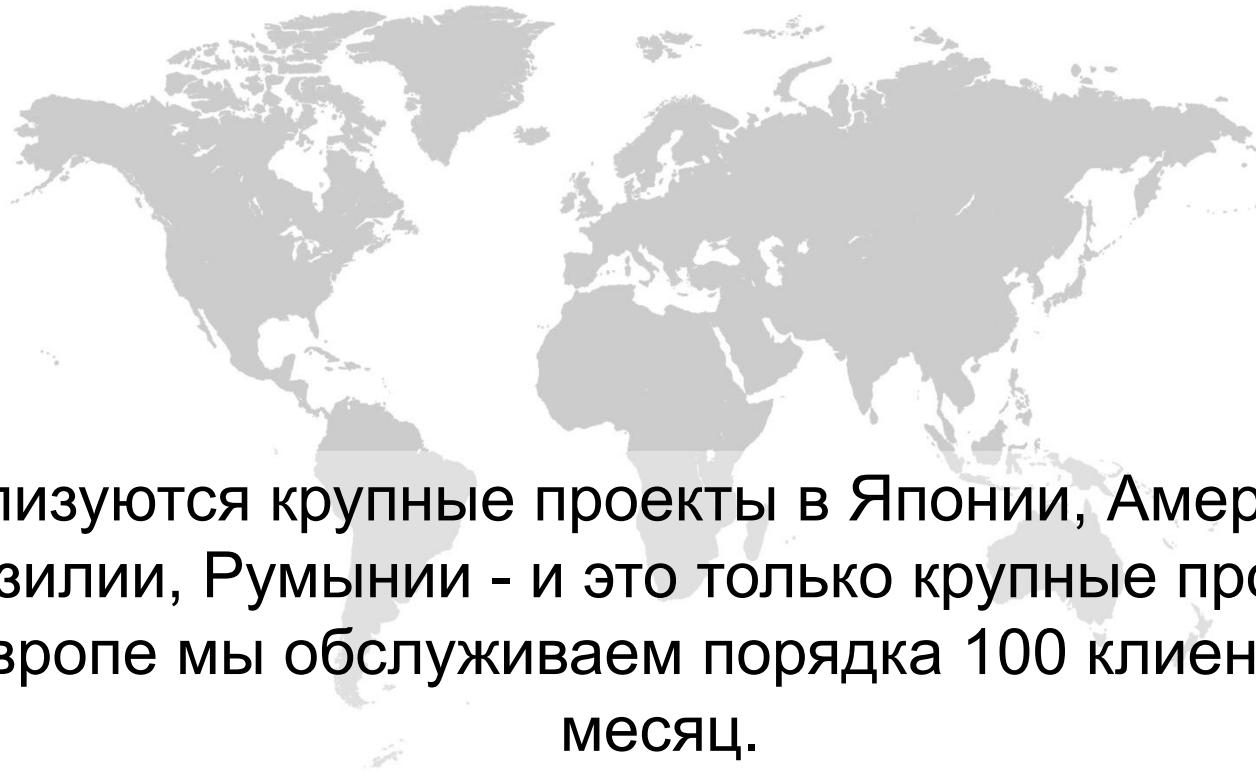 лизуются крупные проекты в Японии, Амер
зилии, Румынии - и это только крупные про
вропе мы обслуживаем порядка 100 клиен
месяц.